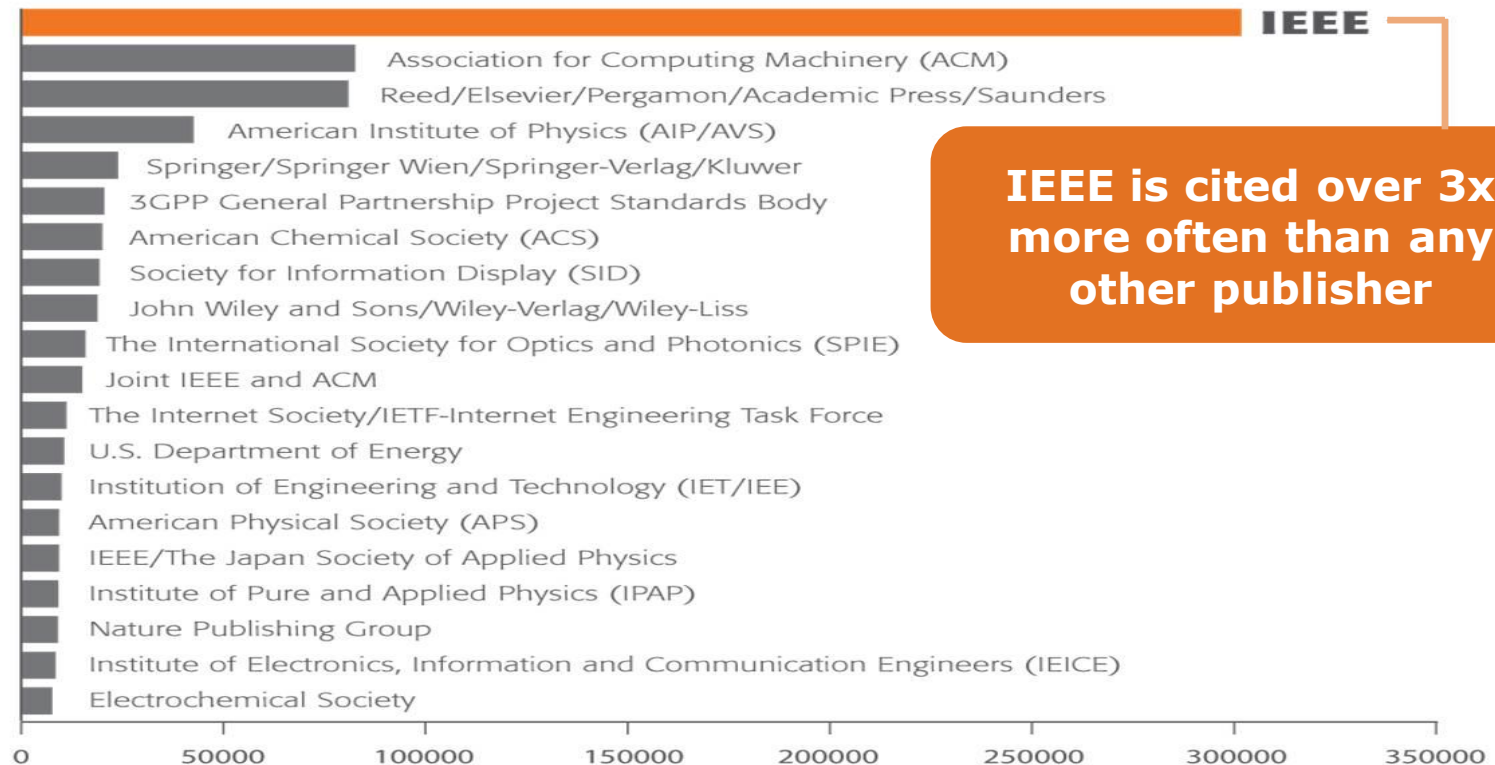 IEEE
Association for Computing Machinery (ACM)
Reed/Elsevier/Pergamon/Academic Press/Saunders
American Institute of Physics (AIP/AVS)
Springer/Springer Wien/Springer-Verlag/Kluwer
3GPP General Partnership Project Standards Body
American Chemical Society (ACS)
Society for Information Display (SID)
John Wiley and Sons/Wiley-Verlag/Wiley-Liss
The International Society for Optics and Photonics (SPIE)
Joint IEEE and ACM
The Internet Society/IETF-Internet Engineering Task Force
U.S. Department of Energy
Institution of Engineering and Technology (IET/IEE)
American Physical Society (APS)
IEEE/The Japan Society of Applied Physics
Institute of Pure and Applied Physics (IPAP)
Nature Publishing Group
Institute of Electronics, Information and Communication Engineers (IEICE)
Electrochemical Society
0 50000 100000 150000 200000 250000 300000 350000
IEEE is cited over 3x
more often than any
other publisher